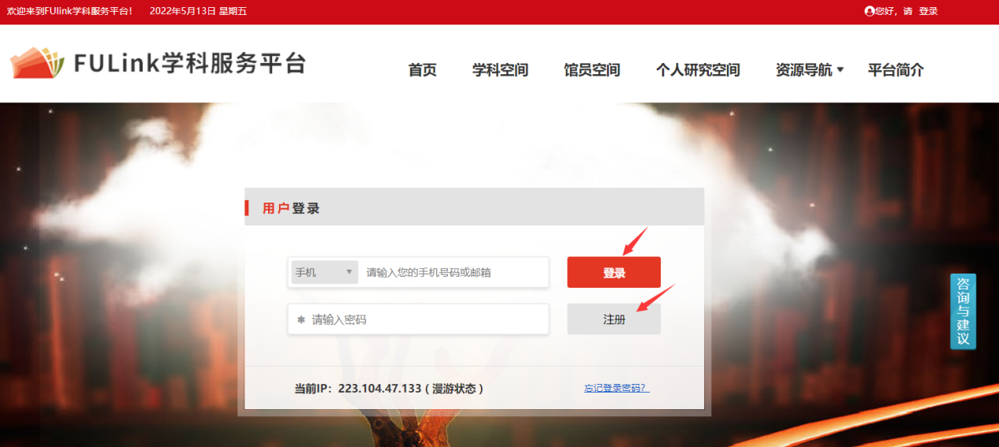 欢迎来到FUlink学科服务平台! 2022年5月13日 星期五 您好，请 登录
FULink学科服务平台
首页 学科空间 馆员空间 个人研究空间 资源导航 平台简介
用户登录
手机 请输入您的手机号码或邮箱 登录
请输入密码 注册
当前IP：223.104.47.133 ( 漫游状态 ) 忘记登录密码？
咨询与建议